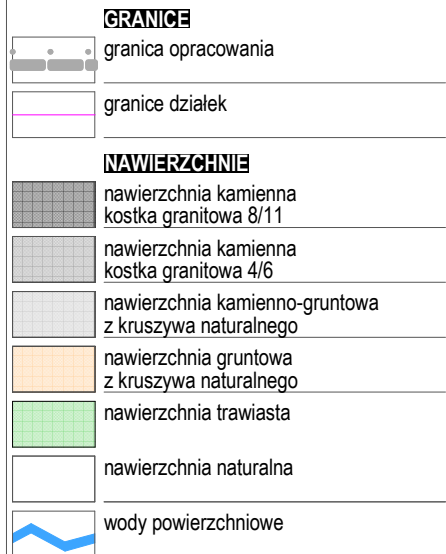 GRANICE
granica opracowania
granice działek
NAWIERZCHNIE
nawierzchnia kamienna
kostka granitowa 8/11
nawierzchnia kamienna
kostka granitowa 4/6
nawierzchnia kamienno-gruntowa
z kruszywa naturalnego
nawierzchnia gruntowa
z kruszywa naturalnego
nawierzchnia trawiasta
nawierzchnia naturalna
wody powierzchniowe